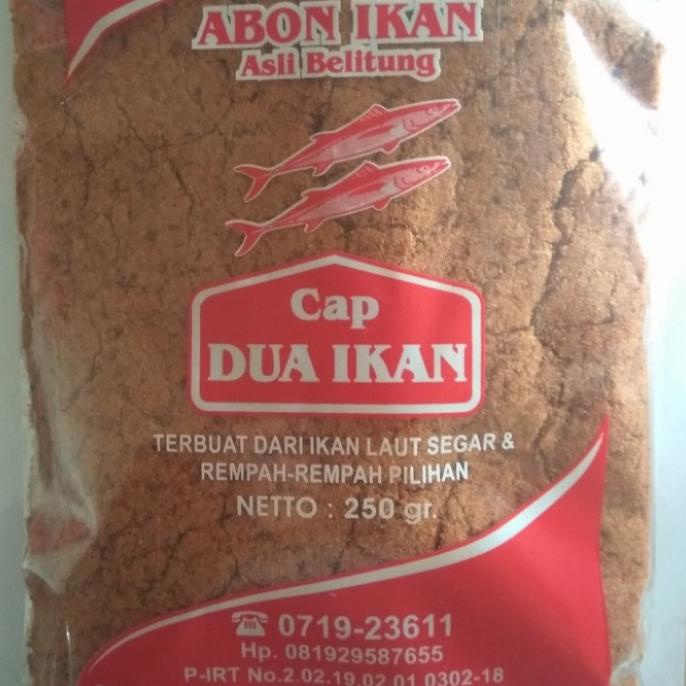 ABON IKAN
Asli Belitung
Cap
DUA IKAN
TERBUAT DARI IKAN LAUT SEGAR &
REMPAH-REMPAH PILIHAN
NETTO : 250 gr.
☎ 0719-23611
Hp. 081929587655
P-IRT No.2.02.19.02.01.0302-18